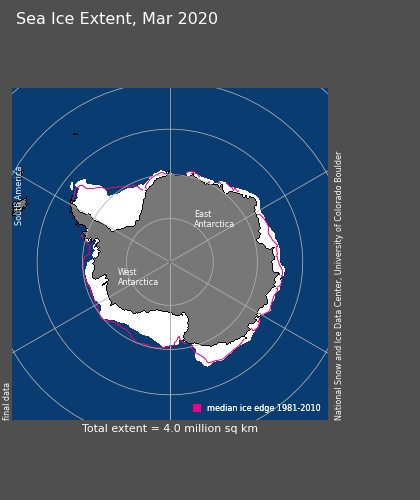 Sea Ice Extent, Mar 2020
South America
East
Antarctica
West
Antarctica
National Snow and Ice Data Center, University of Colorado Boulder
final data
median ice edge 1981-2010
Total extent = 4.0 million sq km